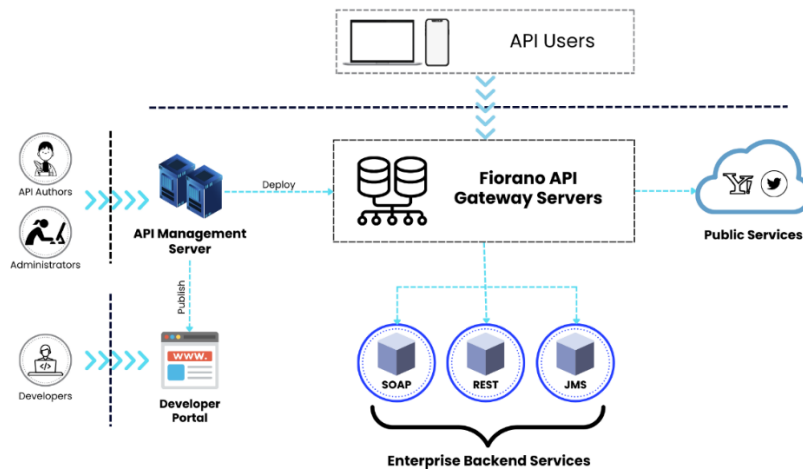 API Users
API Authors
Administrators
API Management
Server
Deploy
Fiorano API
Gateway Servers
Public Services
Publish
Developers
WWW.
Developer
Portal
SOAP
REST
JMS
Enterprise Backend Services